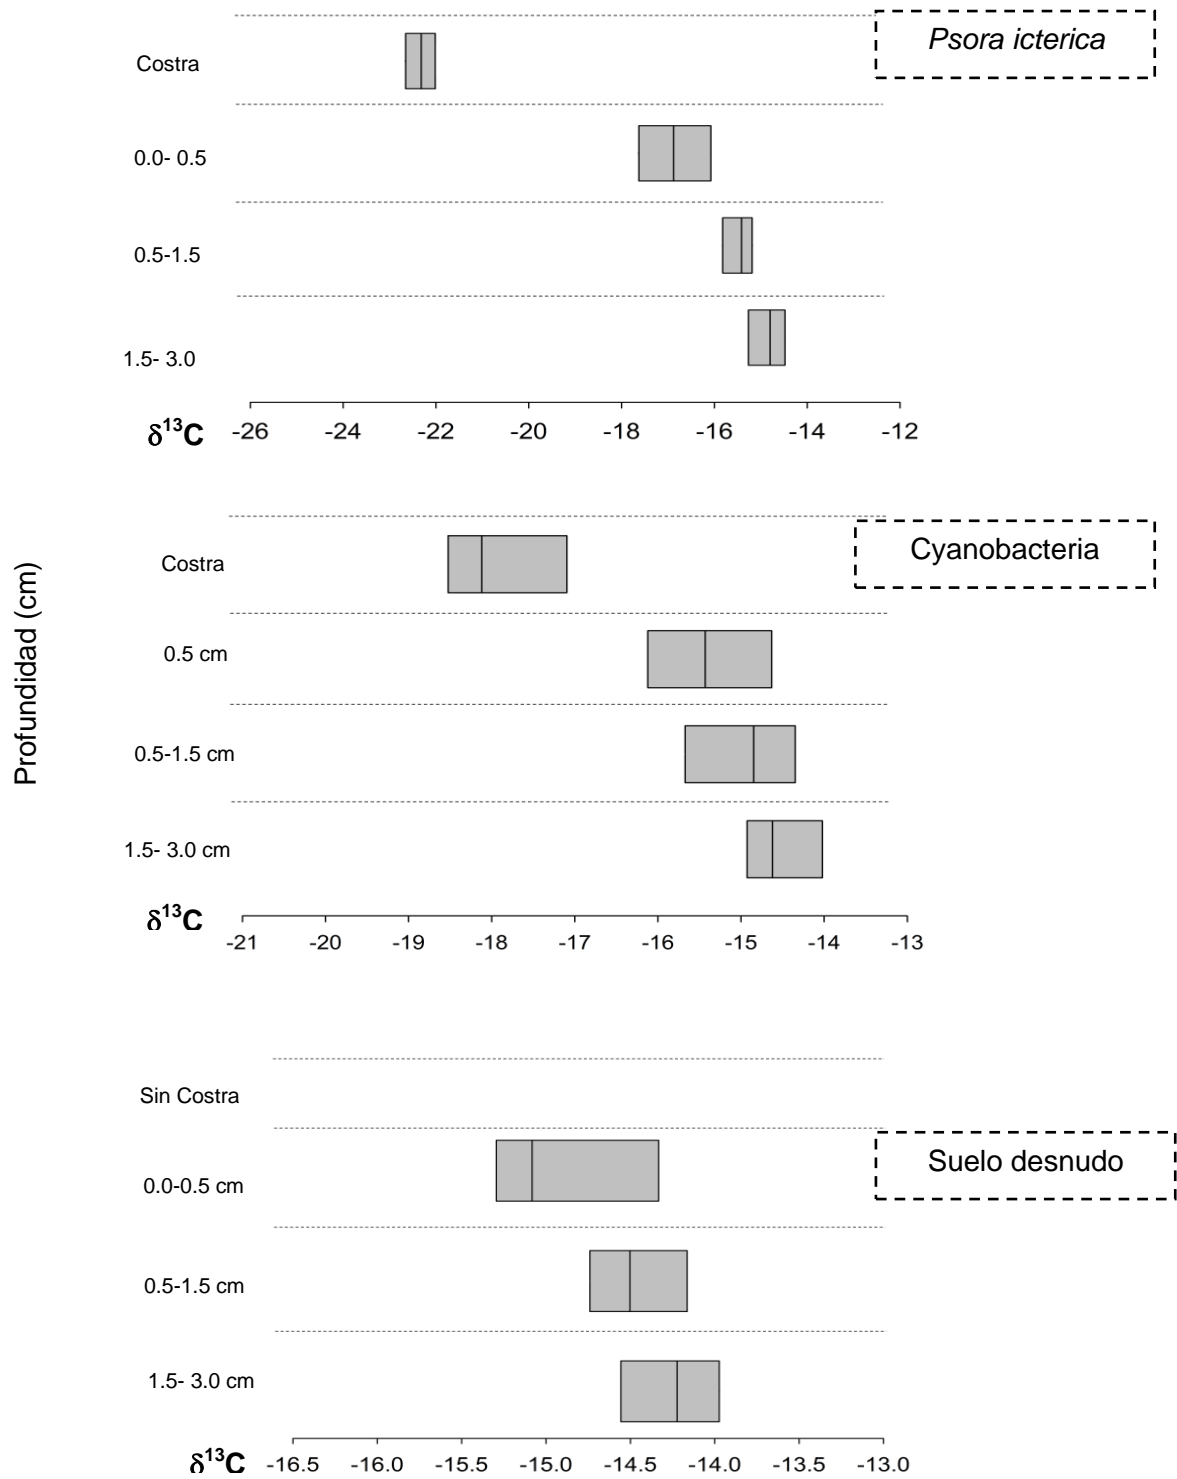 Psora icterica
Costra
0.0- 0.5
0.5-1.5
1.5- 3.0
δ13C -26 -24 -22 -20 -18 -16 -14 -12
Profundidad (cm)
Cyanobacteria
Costra
0.5 cm
0.5-1.5 cm
1.5- 3.0 cm
δ13C
-21 -20 -19 -18 -17 -16 -15 -14 -13
Sin Costra
Suelo desnudo
0.0-0.5 cm
0.5-1.5 cm
1.5- 3.0 cm
δ13C -16.5 -16.0 -15.5 -15.0 -14.5 -14.0 -13.5 -13.0